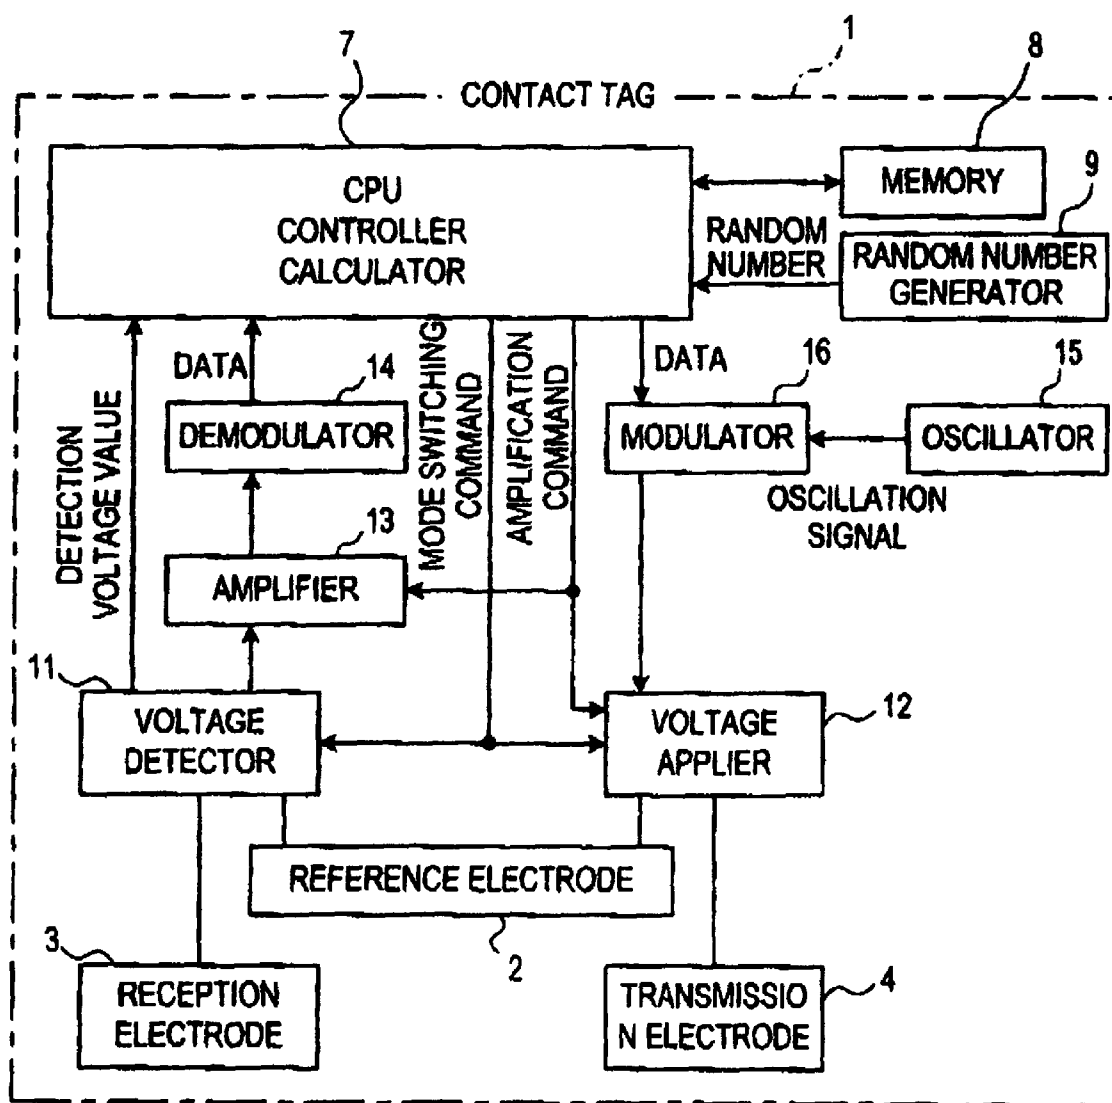 1
7
8
CONTACT TAG
CPU
CONTROLLER
CALCULATOR
MEMORY
9
RANDOM
NUMBER
RANDOM NUMBER
GENERATOR
DETECTION
VOLTAGE VALUE
DATA
14
DEMODULATOR
MODE SWITCHING
COMMAND
AMPLIFICATION
COMMAND
DATA
16
MODULATOR
15
OSCILLATOR
OSCILLATION
SIGNAL
13
AMPLIFIER
11
VOLTAGE
DETECTOR
VOLTAGE
APPLIER
12
REFERENCE ELECTRODE
2
3
RECEPTION
ELECTRODE
TRANSMISSIO
N ELECTRODE
4